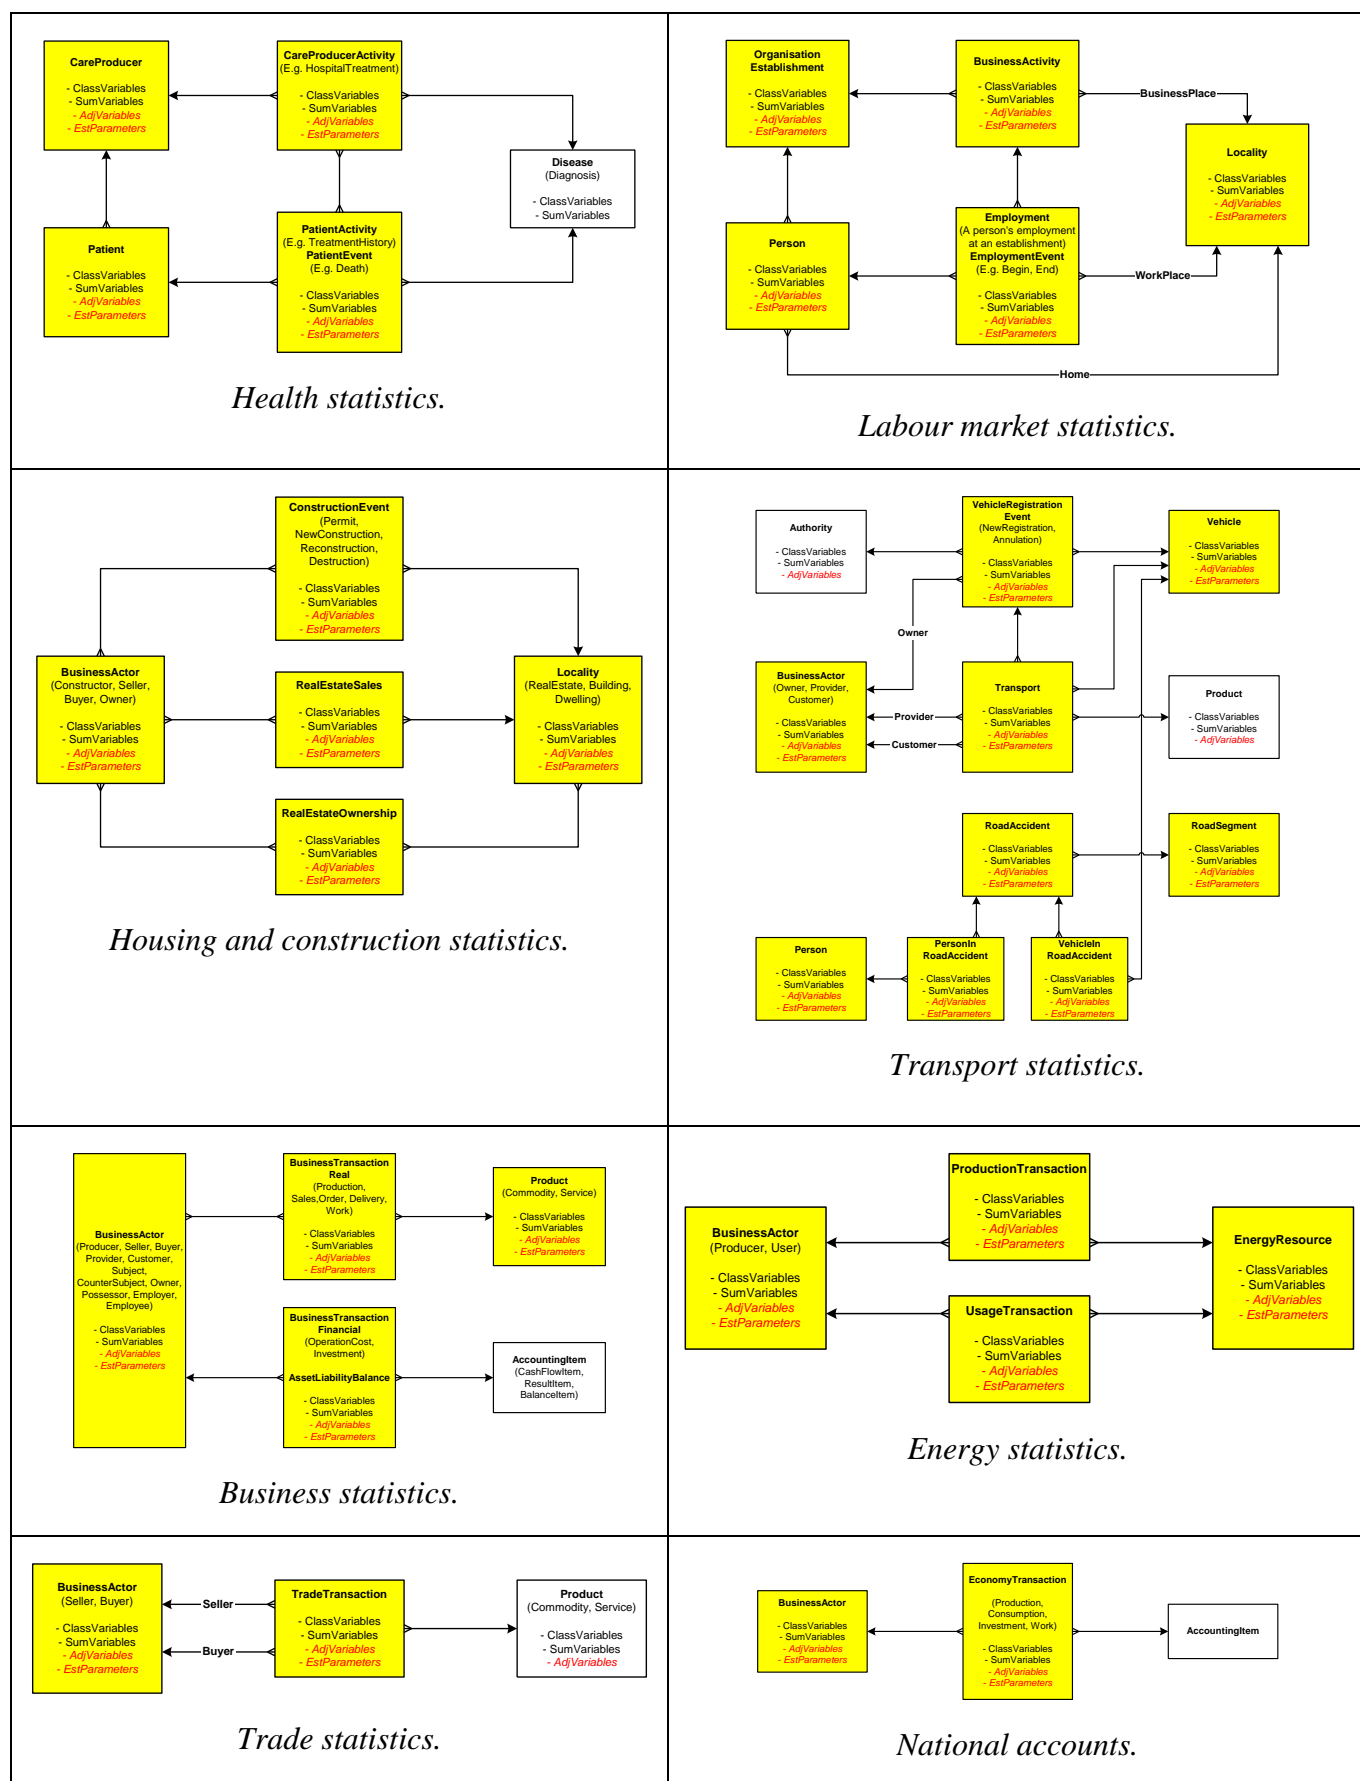 CareProducer
- ClassVariables
- SumVariables
- AdjVariables
- EstParameters
CareProducerActivity
(E.g. HospitalTreatment)
- ClassVariables
- SumVariables
- AdjVariables
- EstParameters
Disease
(Diagnosis)
- ClassVariables
- SumVariables
Patient
- ClassVariables
- SumVariables
- AdjVariables
- EstParameters
PatientActivity
(E.g. TreatmentHistory)
PatientEvent
(E.g. Death)
- ClassVariables
- SumVariables
- AdjVariables
- EstParameters
Health statistics.
Organisation
Establishment
- ClassVariables
- SumVariables
- AdjVariables
- EstParameters
BusinessActivity
- ClassVariables
- SumVariables
- AdjVariables
- EstParameters
BusinessPlace
Locality
- ClassVariables
- SumVariables
- AdjVariables
- EstParameters
Person
- ClassVariables
- SumVariables
- AdjVariables
- EstParameters
Employment
(A person's employment
at an establishment)
EmploymentEvent
(E.g. Begin, End)
- ClassVariables
- SumVariables
- AdjVariables
- EstParameters
WorkPlace
Home
Labour market statistics.
ConstructionEvent
(Permit,
NewConstruction,
Reconstruction,
Destruction)
- ClassVariables
- SumVariables
- AdjVariables
- EstParameters
BusinessActor
(Constructor, Seller,
Buyer, Owner)
- ClassVariables
- SumVariables
- AdjVariables
- EstParameters
RealEstateSales
- ClassVariables
- SumVariables
- AdjVariables
- EstParameters
Locality
(RealEstate, Building,
Dwelling)
- ClassVariables
- SumVariables
- AdjVariables
- EstParameters
RealEstateOwnership
- ClassVariables
- SumVariables
- AdjVariables
- EstParameters
Housing and construction statistics.
Authority
- ClassVariables
- SumVariables
- AdjVariables
VehicleRegistration
Event
(NewRegistration,
Annulation)
- ClassVariables
- SumVariables
- AdjVariables
- EstParameters
Vehicle
- ClassVariables
- SumVariables
- AdjVariables
- EstParameters
Owner
BusinessActor
(Owner, Provider,
Customer)
- ClassVariables
- SumVariables
- AdjVariables
- EstParameters
Provider
Customer
Transport
- ClassVariables
- SumVariables
- AdjVariables
- EstParameters
Product
- ClassVariables
- SumVariables
- AdjVariables
RoadAccident
- ClassVariables
- SumVariables
- AdjVariables
- EstParameters
RoadSegment
- ClassVariables
- SumVariables
- AdjVariables
- EstParameters
Person
- ClassVariables
- SumVariables
- AdjVariables
- EstParameters
PersonIn
RoadAccident
- ClassVariables
- SumVariables
- AdjVariables
- EstParameters
VehicleIn
RoadAccident
- ClassVariables
- SumVariables
- AdjVariables
- EstParameters
Transport statistics.
BusinessActor
(Producer, Seller, Buyer,
Provider, Customer,
Subject,
CounterSubject, Owner,
Possessor, Employer,
Employee)
- ClassVariables
- SumVariables
- AdjVariables
- EstParameters
BusinessTransaction
Real
(Production,
Sales,Order, Delivery,
Work)
- ClassVariables
- SumVariables
- AdjVariables
- EstParameters
Product
(Commodity, Service)
- ClassVariables
- SumVariables
- AdjVariables
- EstParameters
BusinessTransaction
Financial
(OperationCost,
Investment)
AssetLiabilityBalance
- ClassVariables
- SumVariables
- AdjVariables
- EstParameters
AccountingItem
(CashFlowItem,
ResultItem,
BalanceItem)
Business statistics.
ProductionTransaction
- ClassVariables
- SumVariables
- AdjVariables
- EstParameters
BusinessActor
(Producer, User)
- ClassVariables
- SumVariables
- AdjVariables
- EstParameters
EnergyResource
- ClassVariables
- SumVariables
- AdjVariables
- EstParameters
UsageTransaction
- ClassVariables
- SumVariables
- AdjVariables
- EstParameters
Energy statistics.
BusinessActor
(Seller, Buyer)
- ClassVariables
- SumVariables
- AdjVariables
- EstParameters
Seller
Buyer
TradeTransaction
- ClassVariables
- SumVariables
- AdjVariables
- EstParameters
Product
(Commodity, Service)
- ClassVariables
- SumVariables
- AdjVariables
Trade statistics.
BusinessActor
- ClassVariables
- SumVariables
- AdjVariables
- EstParameters
EconomyTransaction
(Production,
Consumption,
Investment, Work)
- ClassVariables
- SumVariables
- AdjVariables
- EstParameters
AccountingItem
National accounts.